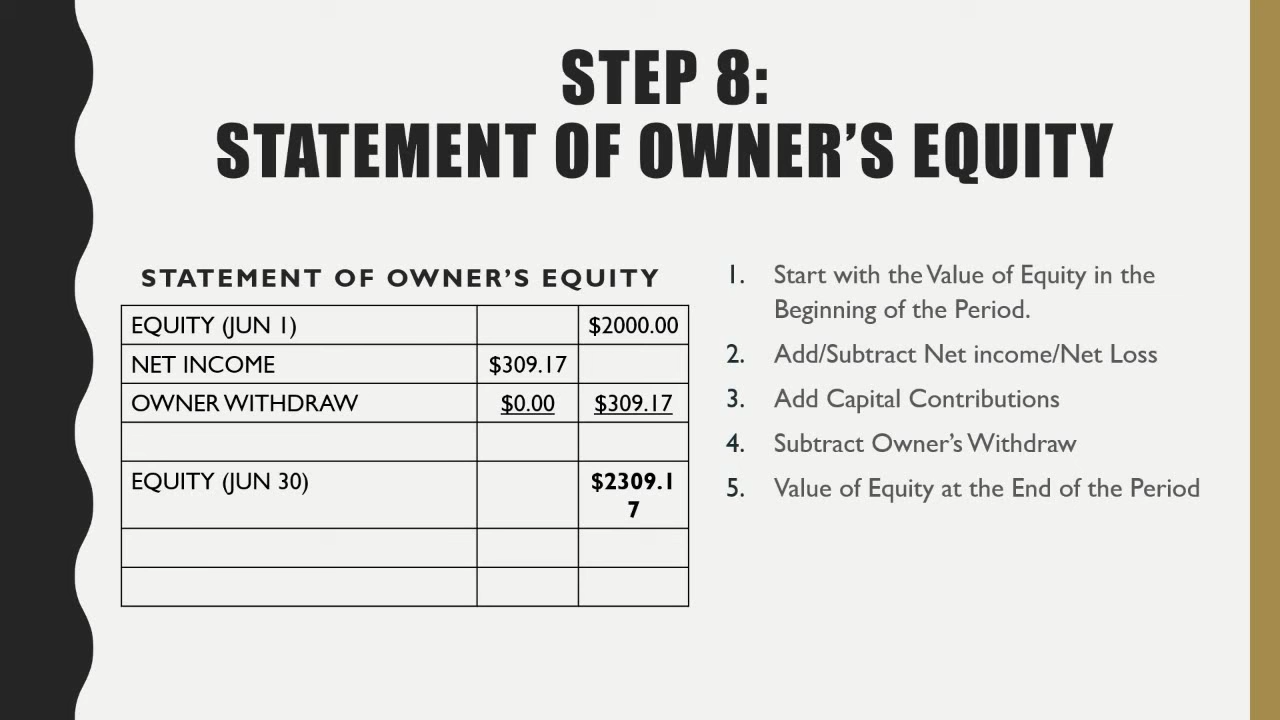 STEP 8:
STATEMENT OF OWNER’S EQUITY
STATEMENT OF OWNER’S EQUITY
EQUITY (JUN 1) $2000.00
NET INCOME $309.17
OWNER WITHDRAW $0.00 $309.17
EQUITY (JUN 30) $2309.1
7
1. Start with the Value of Equity in the
Beginning of the Period.
2. Add/Subtract Net income/Net Loss
3. Add Capital Contributions
4. Subtract Owner’s Withdraw
5. Value of Equity at the End of the Period